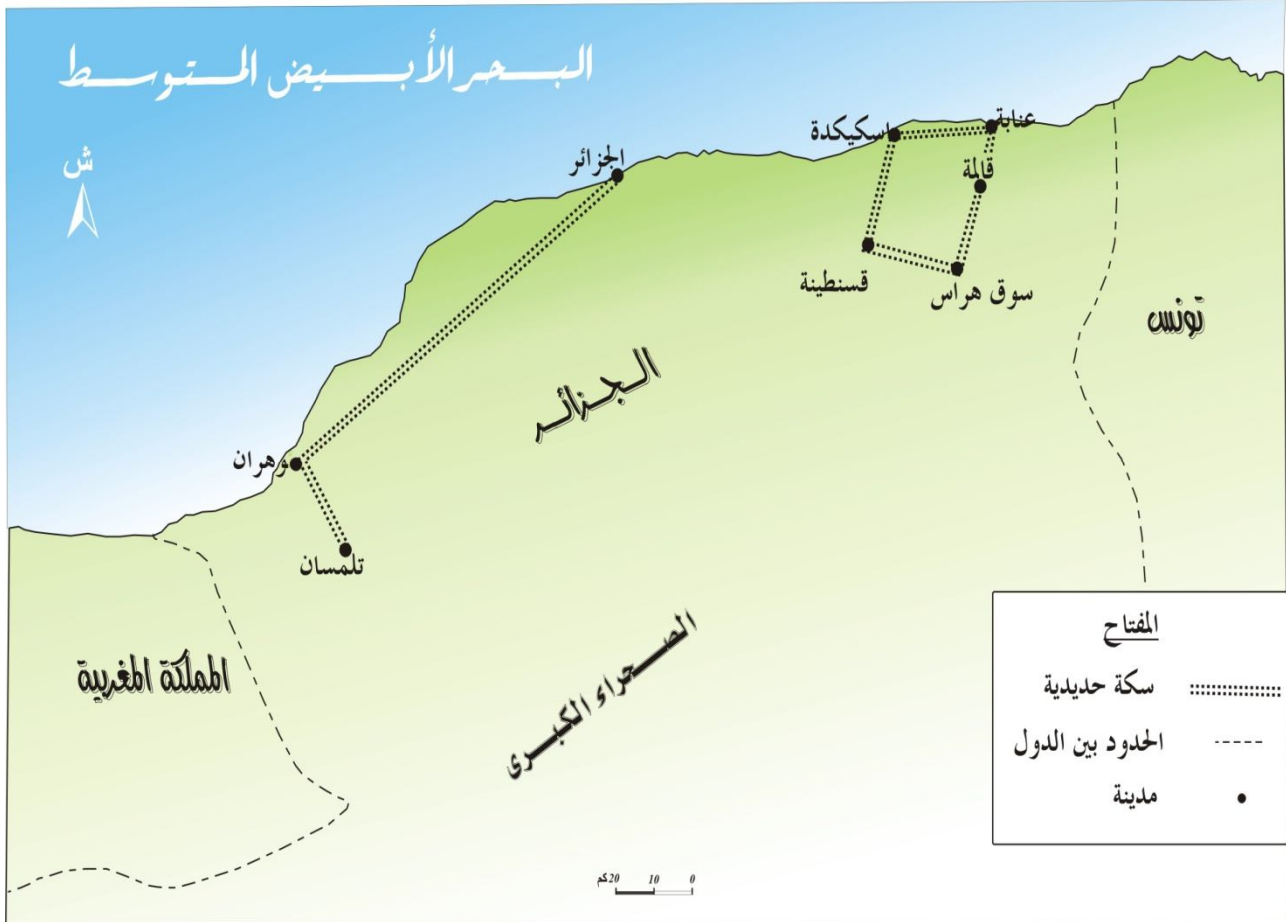 البحر الأبيض المتوسط
ش
عنابة
اسكيكدة
الجزائر
قالمة
قسنطينة
سوق هراس
تونس
الجزائر
وهران
تلمسان
المملكة المغربية
الصحراء الكبرى
المفتاح
سكة حديدية
الحدود بين الدول
مدينة
0 10 20كم